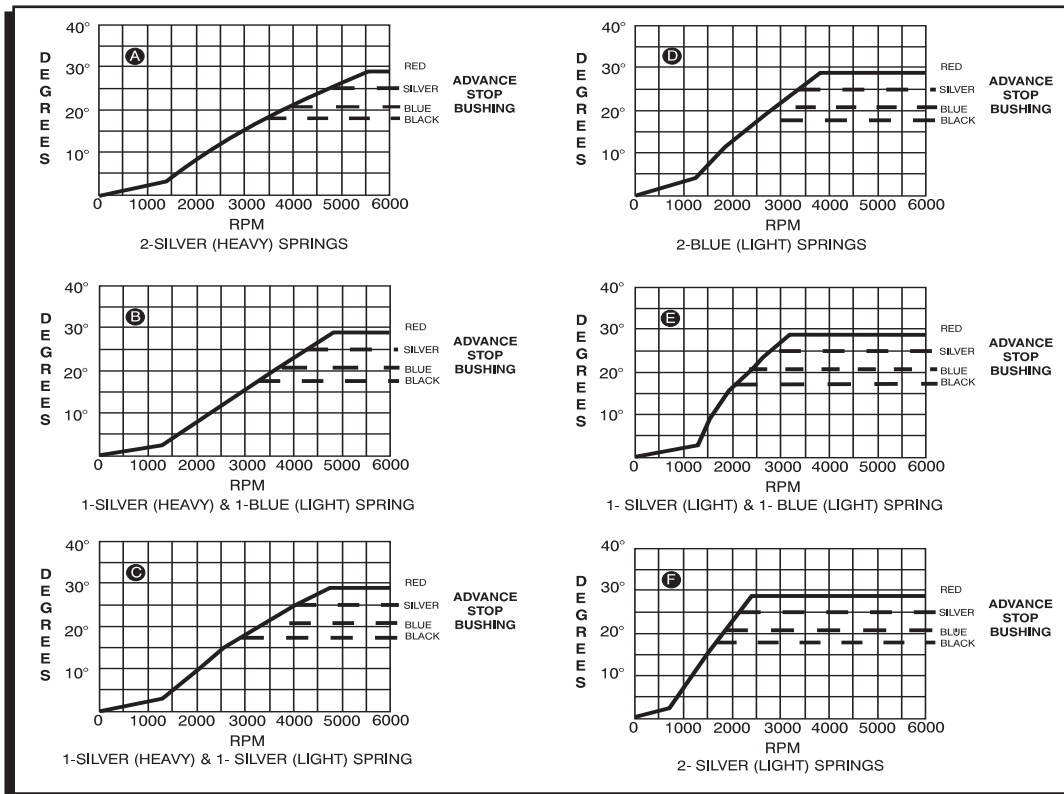 A
DEGREES
40°
30°
20°
10°
RED
SILVER
BLUE
BLACK
ADVANCE
STOP
BUSHING
0 1000 2000 3000 4000 5000 6000
RPM
2-SILVER (HEAVY) SPRINGS
D
DEGREES
40°
30°
20°
10°
RED
SILVER
BLUE
BLACK
ADVANCE
STOP
BUSHING
0 1000 2000 3000 4000 5000 6000
RPM
2-BLUE (LIGHT) SPRINGS
B
DEGREES
40°
30°
20°
10°
RED
SILVER
BLUE
BLACK
ADVANCE
STOP
BUSHING
0 1000 2000 3000 4000 5000 6000
RPM
1-SILVER (HEAVY) & 1-BLUE (LIGHT) SPRING
E
DEGREES
40°
30°
20°
10°
RED
SILVER
BLUE
BLACK
ADVANCE
STOP
BUSHING
0 1000 2000 3000 4000 5000 6000
RPM
1- SILVER (LIGHT) & 1- BLUE (LIGHT) SPRING
C
DEGREES
40°
30°
20°
10°
RED
SILVER
BLUE
BLACK
ADVANCE
STOP
BUSHING
0 1000 2000 3000 4000 5000 6000
RPM
1-SILVER (HEAVY) & 1- SILVER (LIGHT) SPRING
F
DEGREES
40°
30°
20°
10°
RED
SILVER
BLUE
BLACK
ADVANCE
STOP
BUSHING
0 1000 2000 3000 4000 5000 6000
RPM
2- SILVER (LIGHT) SPRINGS